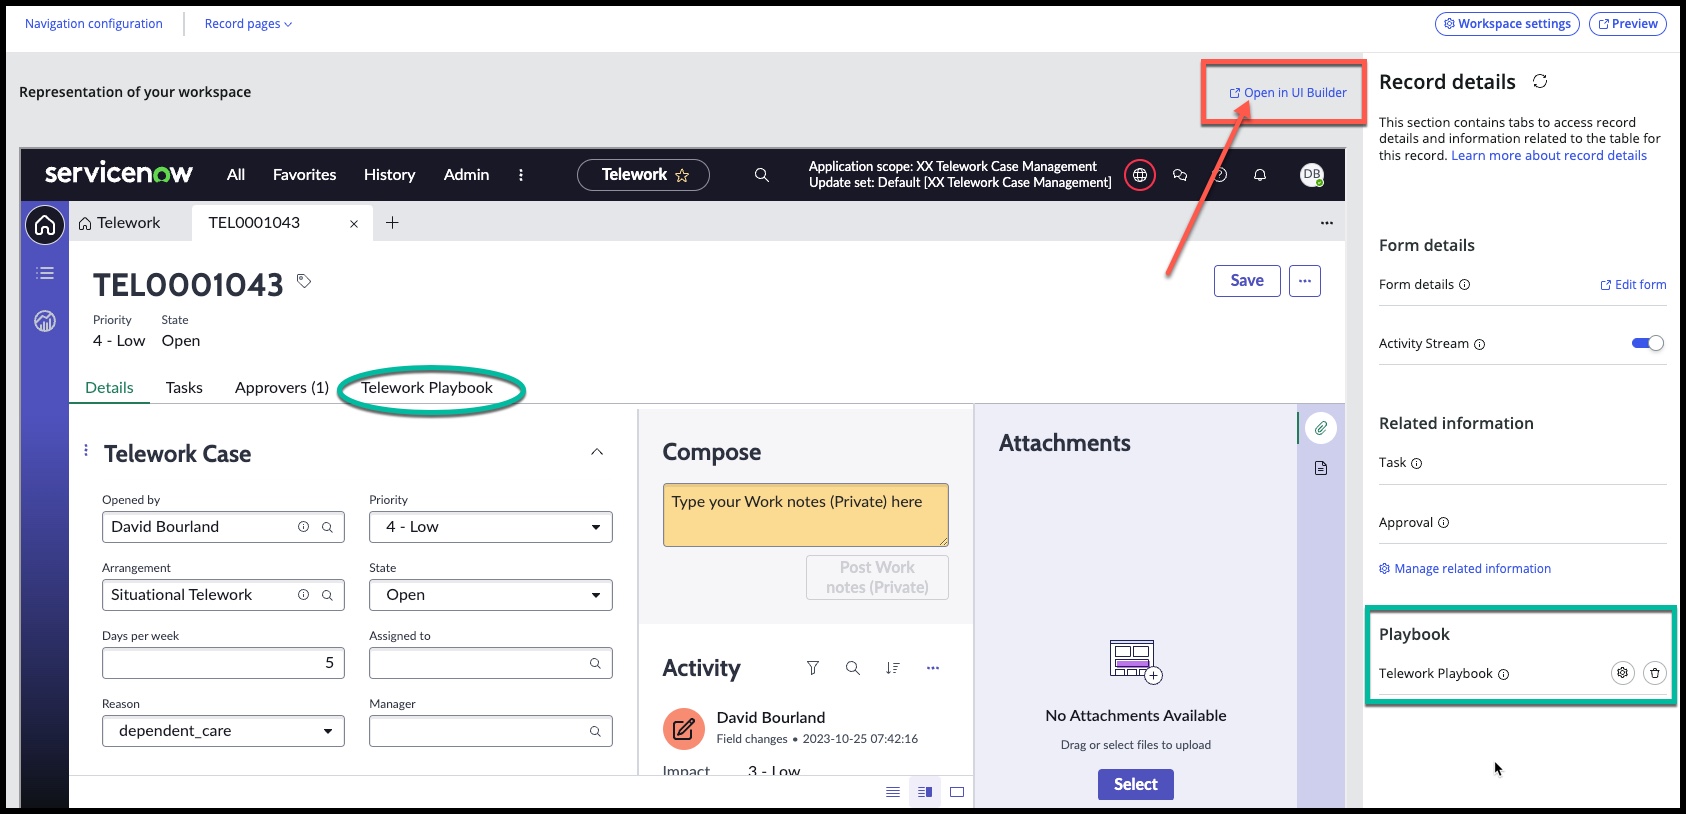 Navigation configuration
Record pages
Workspace settings
Preview
Representation of your workspace
Open in UI Builder
servicenow
All
Favorites
History
Admin
Telework
Application scope: XX Telework Case Management
Update set: Default [XX Telework Case Management]
DB
Telework
TEL0001043
TEL0001043
Save
Priority
State
4 - Low
Open
Details
Tasks
Approvers (1)
Telework Playbook
Telework Case
Opened by
David Bourland
Priority
4 - Low
Arrangement
Situational Telework
State
Open
Days per week
5
Assigned to
Reason
dependent_care
Manager
Compose
Type your Work notes (Private) here
Post Work
notes (Private)
Activity
David Bourland
Field changes • 2023-10-25 07:42:16
Impact
3 - Low
Attachments
No Attachments Available
Drag or select files to upload
Select
Record details
This section contains tabs to access record
details and information related to the table for
this record. Learn more about record details
Form details
Form details
Edit form
Activity Stream
Related information
Task
Approval
Manage related information
Playbook
Telework Playbook